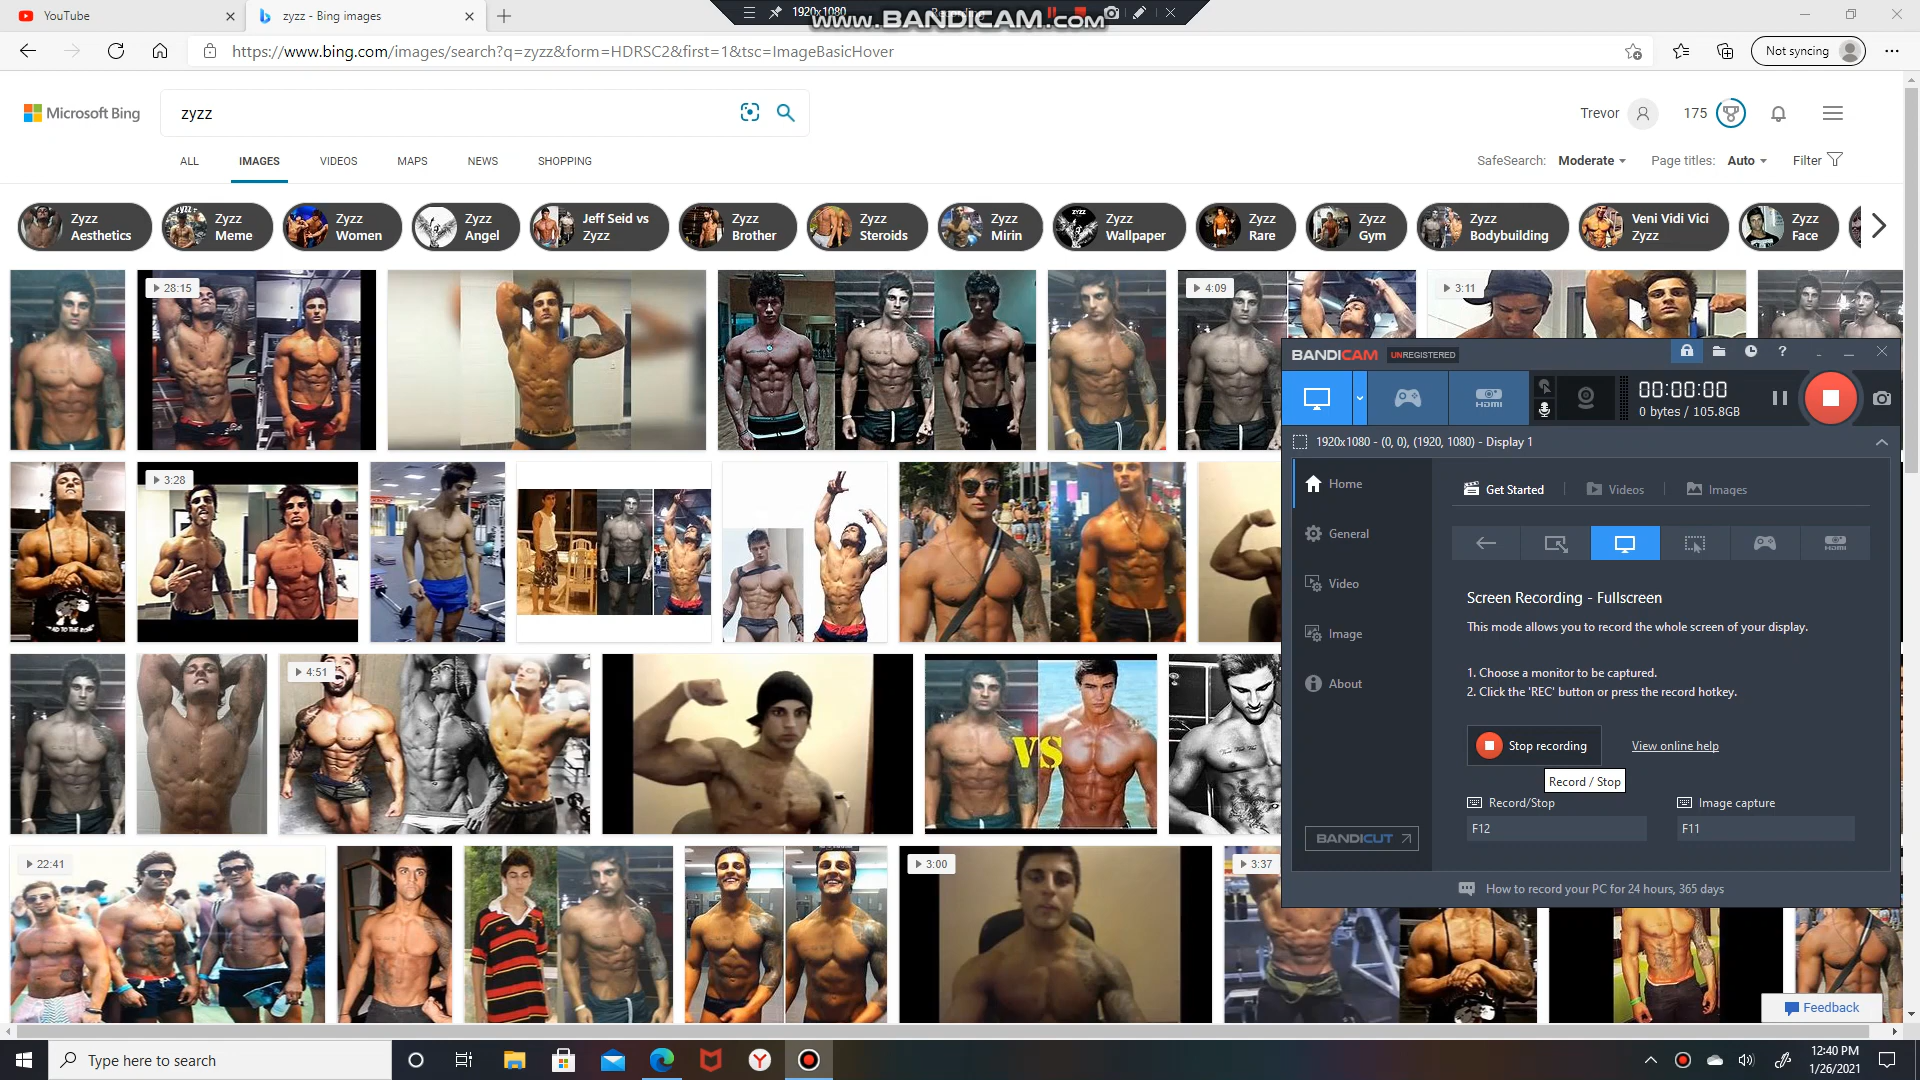 YouTube
zyzz - Bing images
1920x1080
www.BANDICAM.com
https://www.bing.com/images/search?q=zyzz&form=HDRSC2&first=1&tsc=ImageBasicHover
Not syncing
Microsoft Bing
zyzz
Trevor
175
ALL
IMAGES
VIDEOS
MAPS
NEWS
SHOPPING
SafeSearch: Moderate
Page titles: Auto
Filter
Zyzz
Aesthetics
Zyzz
Meme
Zyzz
Women
Zyzz
Angel
Jeff Seid vs
Zyzz
Zyzz
Brother
Zyzz
Steroids
Zyzz
Mirin
Zyzz
Wallpaper
Zyzz
Rare
Zyzz
Gym
Zyzz
Bodybuilding
Veni Vidi Vici
Zyzz
Zyzz
Face
28:15
4:09
3:11
3:28
4:51
VS
22:41
3:00
3:37
BANDICAM
UNREGISTERED
HDMI
00:00:00
0 bytes / 105.8GB
1920x1080 - (0, 0), (1920, 1080) - Display 1
Home
General
Video
Image
About
BANDICUT
Get Started
Videos
Images
HDMI
Screen Recording - Fullscreen
This mode allows you to record the whole screen of your display.
1. Choose a monitor to be captured.
2. Click the 'REC' button or press the record hotkey.
Stop recording
View online help
Record / Stop
Record/Stop
Image capture
F12
F11
How to record your PC for 24 hours, 365 days
Feedback
Type here to search
12:40 PM
1/26/2021